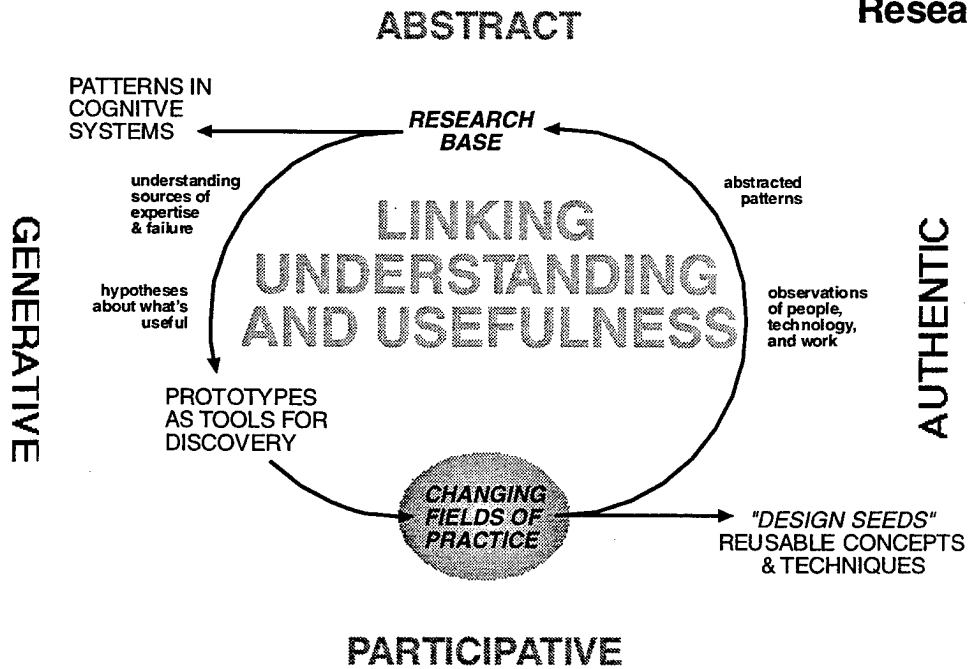 Resea
ABSTRACT
PATTERNS IN
COGNITVE
SYSTEMS
RESEARCH
BASE
understanding
sources of
expertise
& failure
abstracted
patterns
LINKING
UNDERSTANDING
AND USEFULNESS
GENERATIVE
hypotheses
about what's
useful
observations
of people,
technology,
and work
AUTHENTIC
PROTOTYPES
AS TOOLS FOR
DISCOVERY
CHANGING
FIELDS OF
PRACTICE
"DESIGN SEEDS"
REUSABLE CONCEPTS
& TECHNIQUES
PARTICIPATIVE